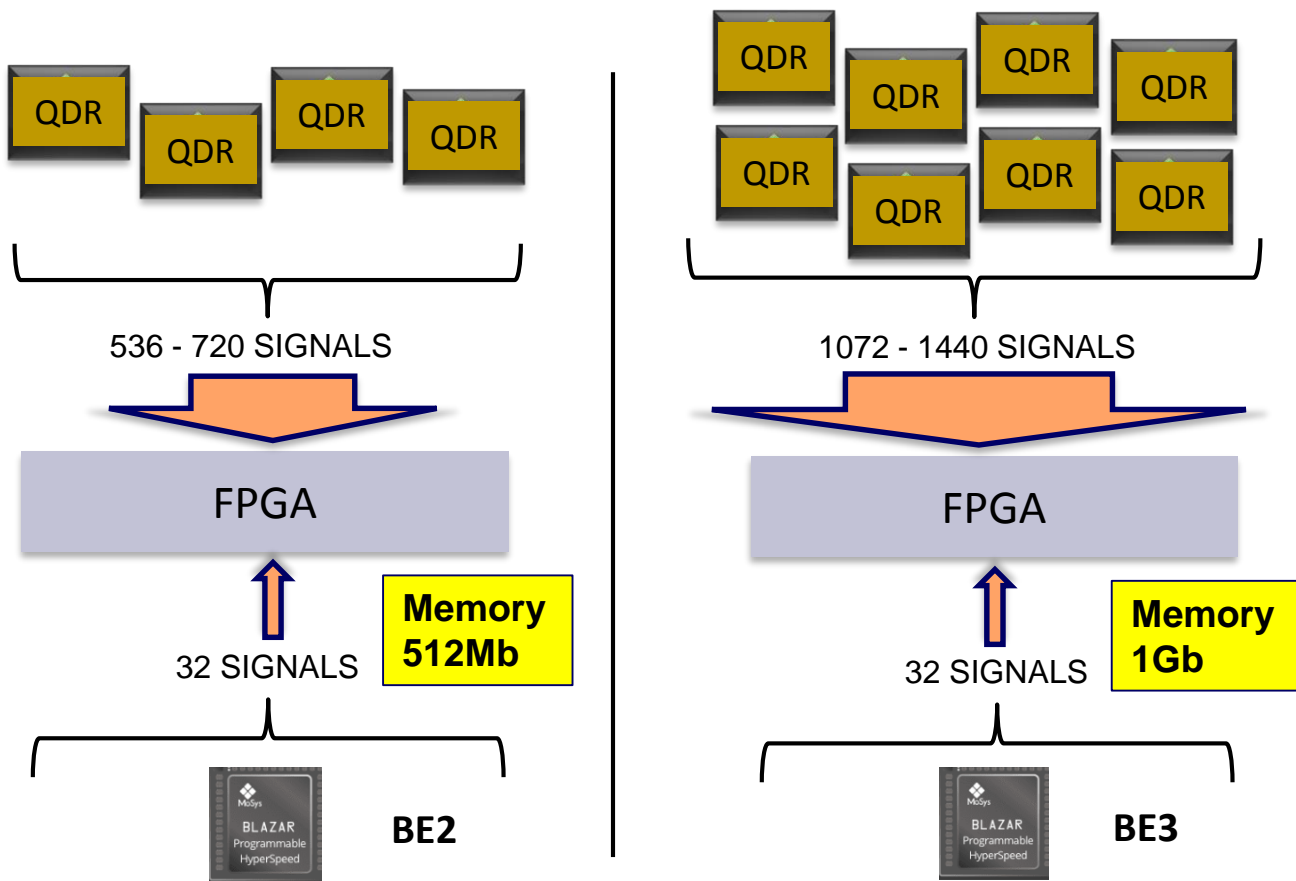 QDR
QDR
QDR
QDR
536 - 720 SIGNALS
FPGA
Memory
512Mb
32 SIGNALS
MoSys
BLAZAR
Programmable
HyperSpeed
BE2
QDR
QDR
QDR
QDR
QDR
QDR
QDR
QDR
1072 - 1440 SIGNALS
FPGA
Memory
1Gb
32 SIGNALS
MoSys
BLAZAR
Programmable
HyperSpeed
BE3